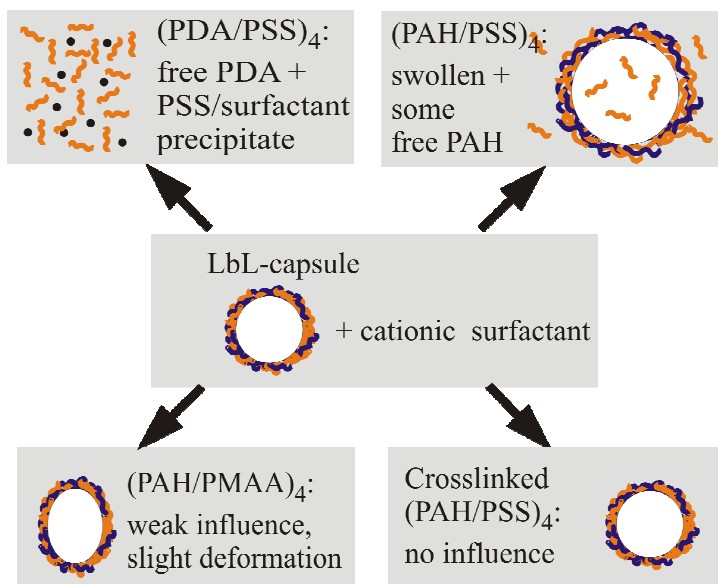 (PDA/PSS)4:
free PDA +
PSS/surfactant
precipitate
(PAH/PSS)4:
swollen +
some
free PAH
LbL-capsule
+ cationic surfactant
(PAH/PMAA)4:
weak influence,
slight deformation
Crosslinked
(PAH/PSS)4:
no influence